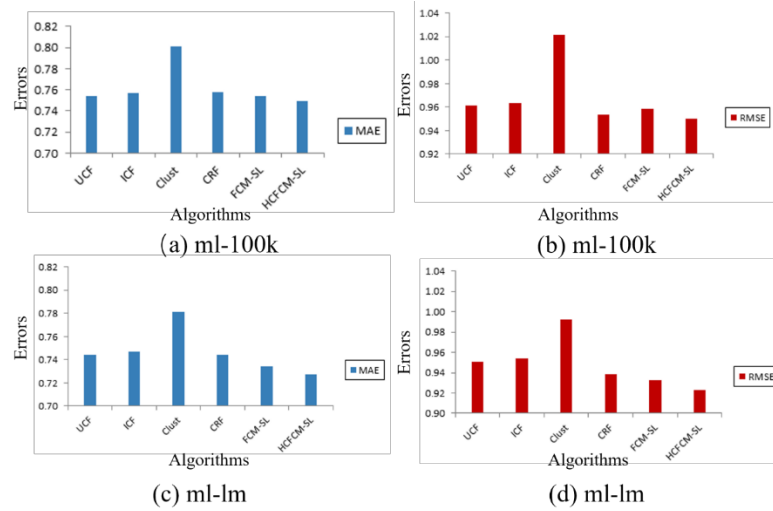 0.82
0.80
0.78
0.76
0.74
0.72
0.70
Errors
MAE
UCF
ICF
Clust
CRF
FCM-SL
HCFCM-SL
Algorithms
(a) ml-100k
1.04
1.02
1.00
0.98
0.96
0.94
0.92
Errors
RMSE
UCF
ICF
Clust
CRF
FCM-SL
HCFCM-SL
Algorithms
(b) ml-100k
0.82
0.80
0.78
0.76
0.74
0.72
0.70
Errors
MAE
UCF
ICF
Clust
CRF
FCM-SL
HCFCM-SL
Algorithms
(c) ml-lm
1.04
1.02
1.00
0.98
0.96
0.94
0.92
0.90
Errors
RMSE
UCF
ICF
Clust
CRF
FCM-SL
HCFCM-SL
Algorithms
(d) ml-lm